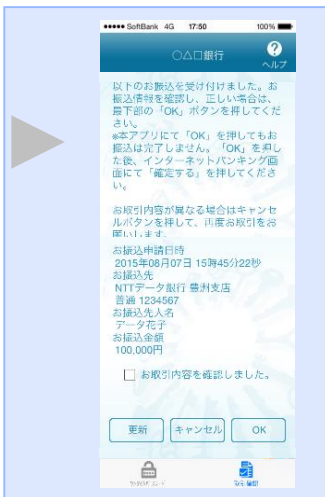 ●●●●● SoftBank 4G 17:50 100%
○△□銀行
?
ヘルプ
以下のお振込を受け付けました。お
振込情報を確認し、正しい場合は、
最下部の「OK」ボタンを押してくだ
さい。
※本アプリにて「OK」を押してもお
振込は完了しません。「OK」を押し
た後、インターネットバンキング画
面にて「確定する」を押してくださ
い。
お取引内容が異なる場合はキャンセ
ルボタンを押して、再度お取引をお
願いします。
お振込申請日時
2015年08月07日 15時45分22秒
お振込先
NTTデータ銀行 豊洲支店
普通 1234567
お振込先人名
データ花子
お振込金額
100,000円
お取引内容を確認しました。
更新 キャンセル OK